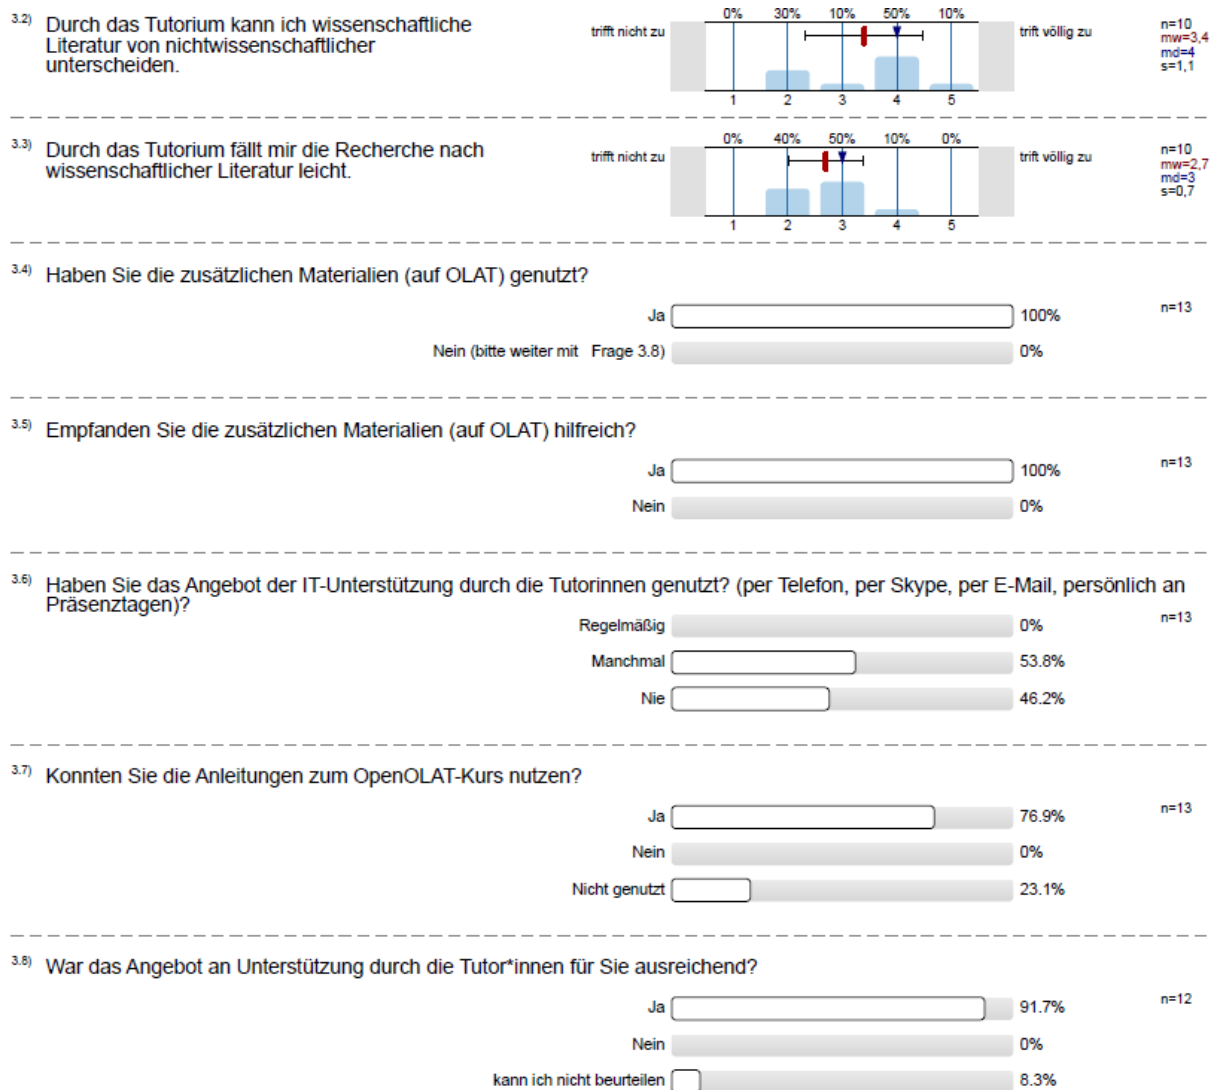 3.2) Durch das Tutorium kann ich wissenschaftliche
Literatur von nichtwissenschaftlicher
unterscheiden.
trifft nicht zu
0% 30% 10% 50% 10%
1 2 3 4 5
trift völlig zu
n=10
mw=3,4
md=4
s=1,1
3.3) Durch das Tutorium fällt mir die Recherche nach
wissenschaftlicher Literatur leicht.
trifft nicht zu
0% 40% 50% 10% 0%
1 2 3 4 5
trift völlig zu
n=10
mw=2,7
md=3
s=0,7
3.4) Haben Sie die zusätzlichen Materialien (auf OLAT) genutzt?
Ja 100% n=13
Nein (bitte weiter mit Frage 3.8) 0%
3.5) Empfanden Sie die zusätzlichen Materialien (auf OLAT) hilfreich?
Ja 100% n=13
Nein 0%
3.6) Haben Sie das Angebot der IT-Unterstützung durch die Tutorinnen genutzt? (per Telefon, per Skype, per E-Mail, persönlich an
Präsenztagen)?
Regelmäßig 0% n=13
Manchmal 53.8%
Nie 46.2%
3.7) Konnten Sie die Anleitungen zum OpenOLAT-Kurs nutzen?
Ja 76.9% n=13
Nein 0%
Nicht genutzt 23.1%
3.8) War das Angebot an Unterstützung durch die Tutor*innen für Sie ausreichend?
Ja 91.7% n=12
Nein 0%
kann ich nicht beurteilen 8.3%